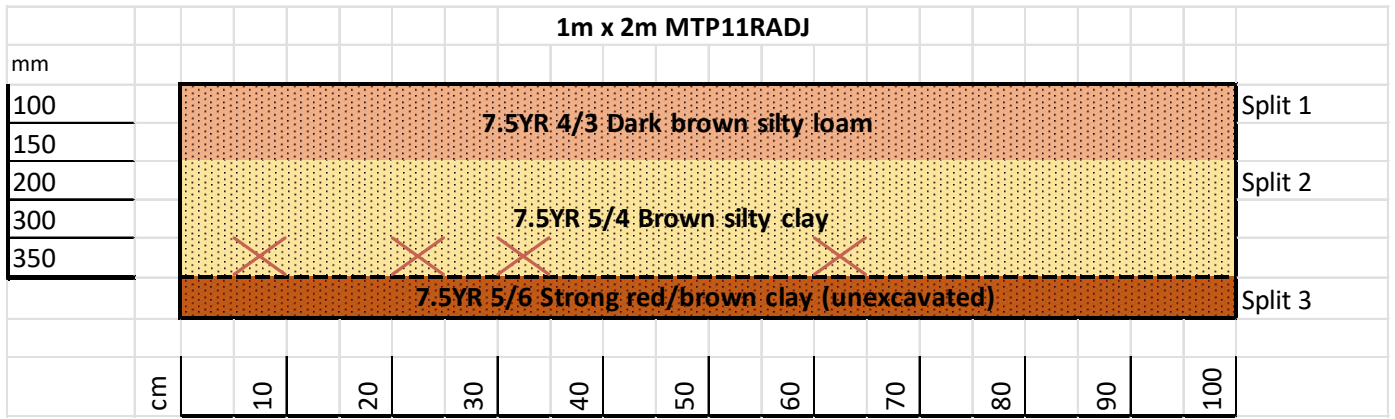 1m x 2m MTP11RADJ
mm
100
Split 1
7.5YR 4/3 Dark brown silty loam
150
200
Split 2
300
7.5YR 5/4 Brown silty clay
350
7.5YR 5/6 Strong red/brown clay (unexcavated)
Split 3
cm 10 20 30 40 50 60 70 80 90 100